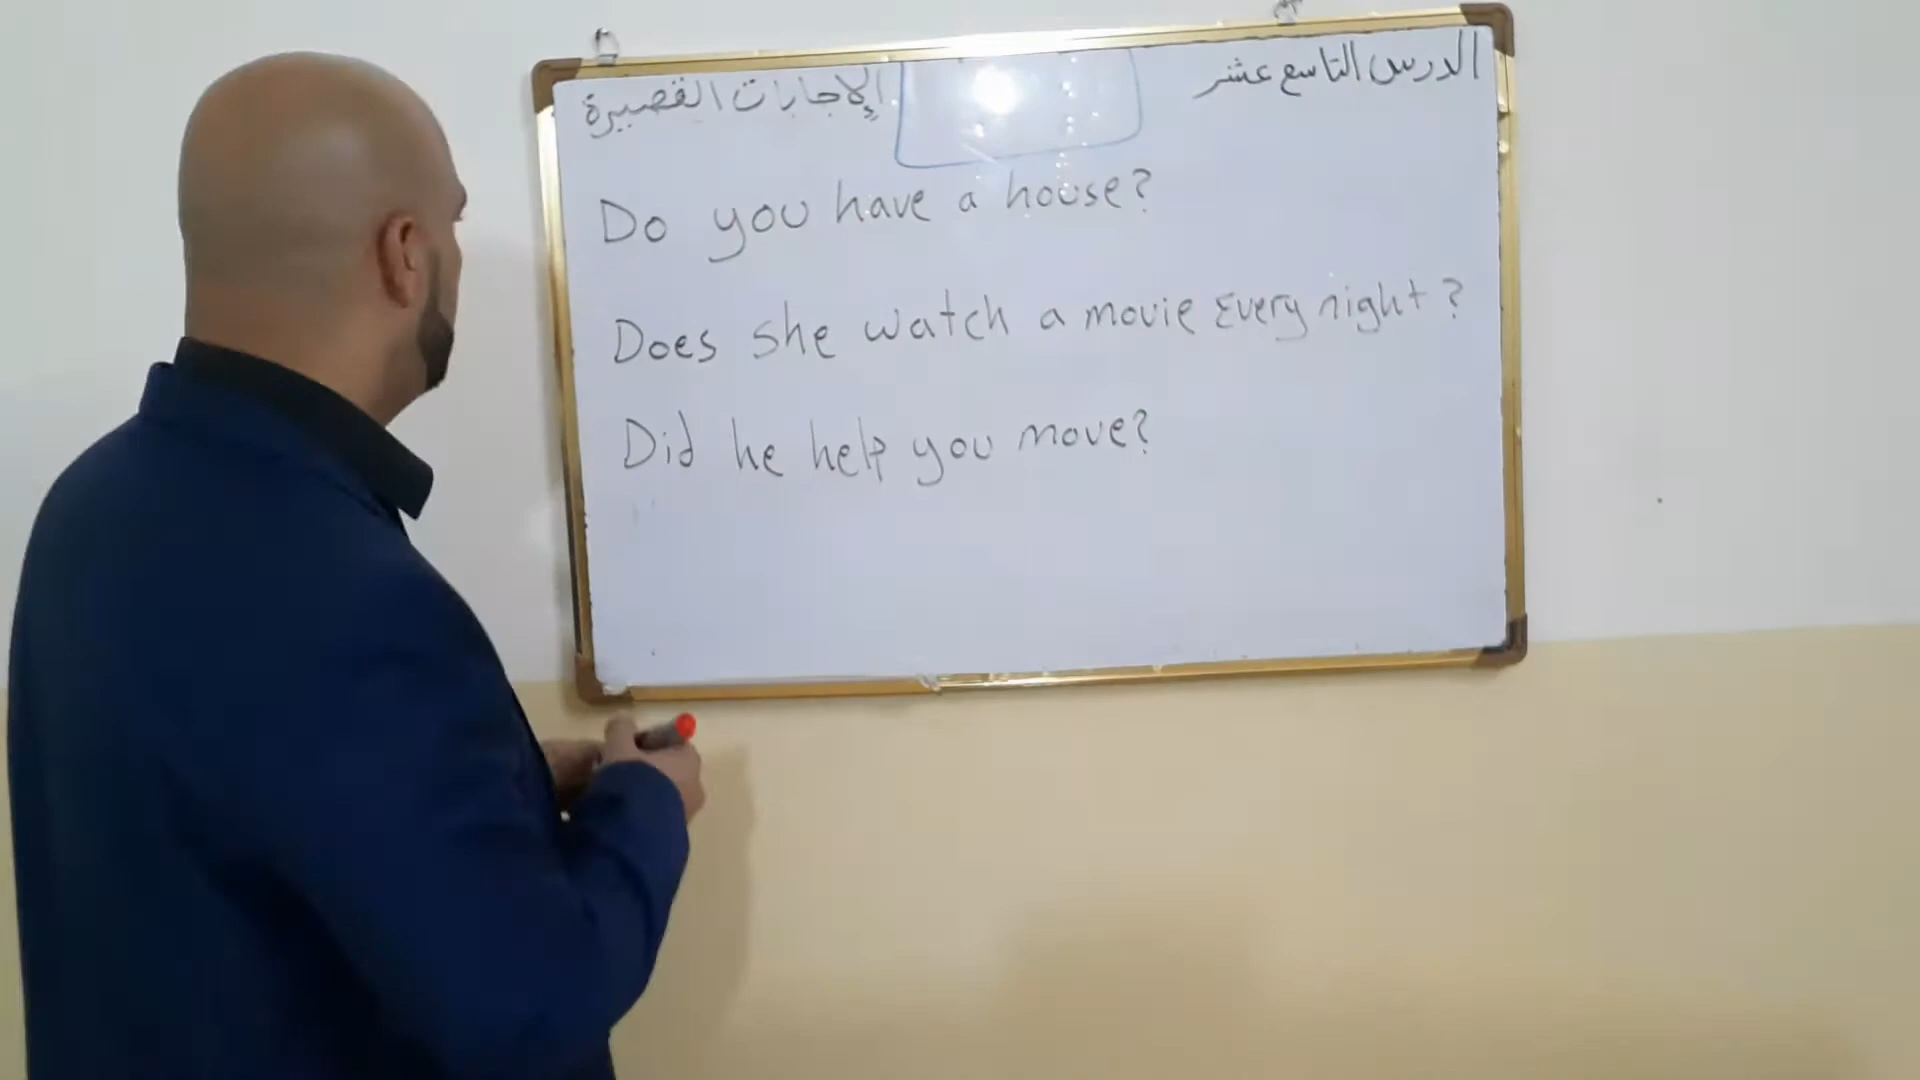 الدرس التاسع عشر
الإجابات القصيرة
Do you have a house?
Does she watch a movie Every night?
Did he help you move?